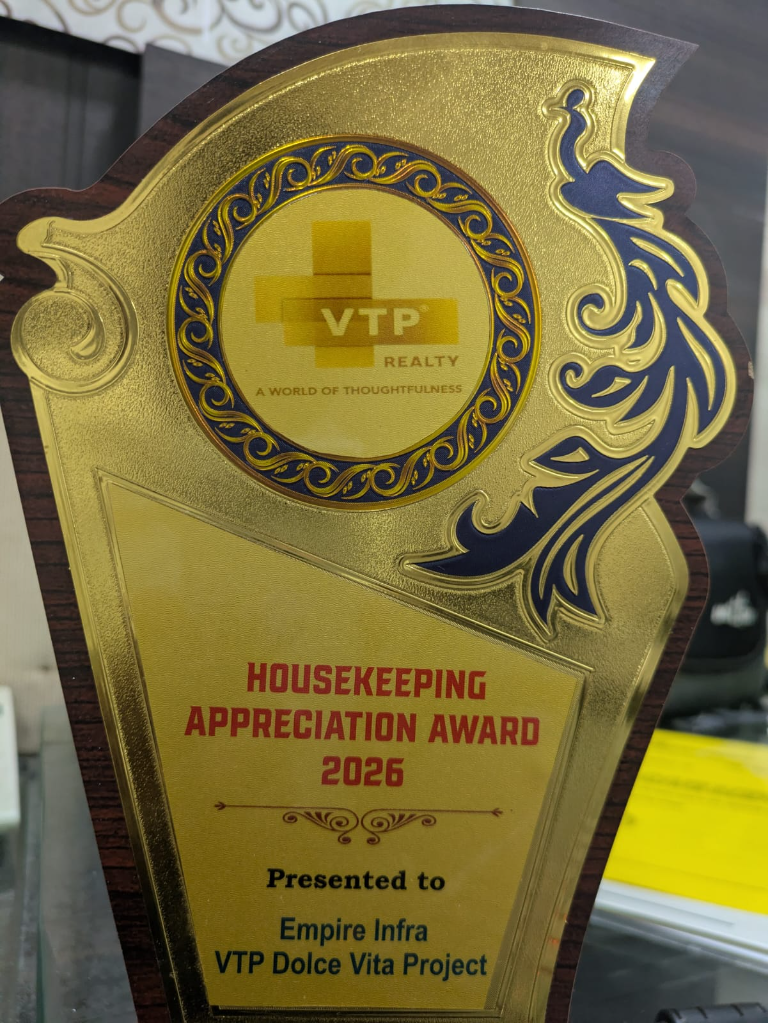 VTP
REALTY
A WORLD OF THOUGHTFULNESS
HOUSEKEEPING
APPRECIATION AWARD
2026
Presented to
Empire Infra
VTP Dolce Vita Project